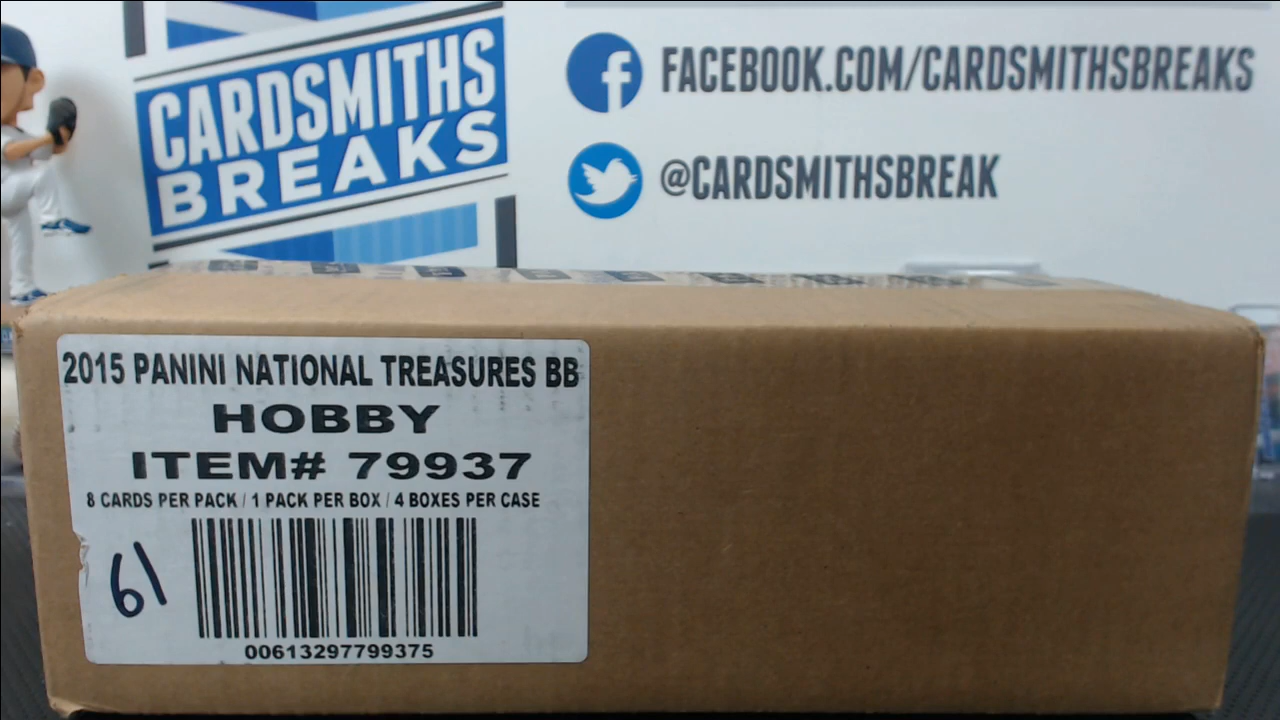 CARDSMITHS
BREAKS
FACEBOOK.COM/CARDSMITHSBREAKS
@CARDSMITHSBREAK
2015 PANINI NATIONAL TREASURES BB
HOBBY
ITEM# 79937
8 CARDS PER PACK / 1 PACK PER BOX / 4 BOXES PER CASE
61
00613297799375